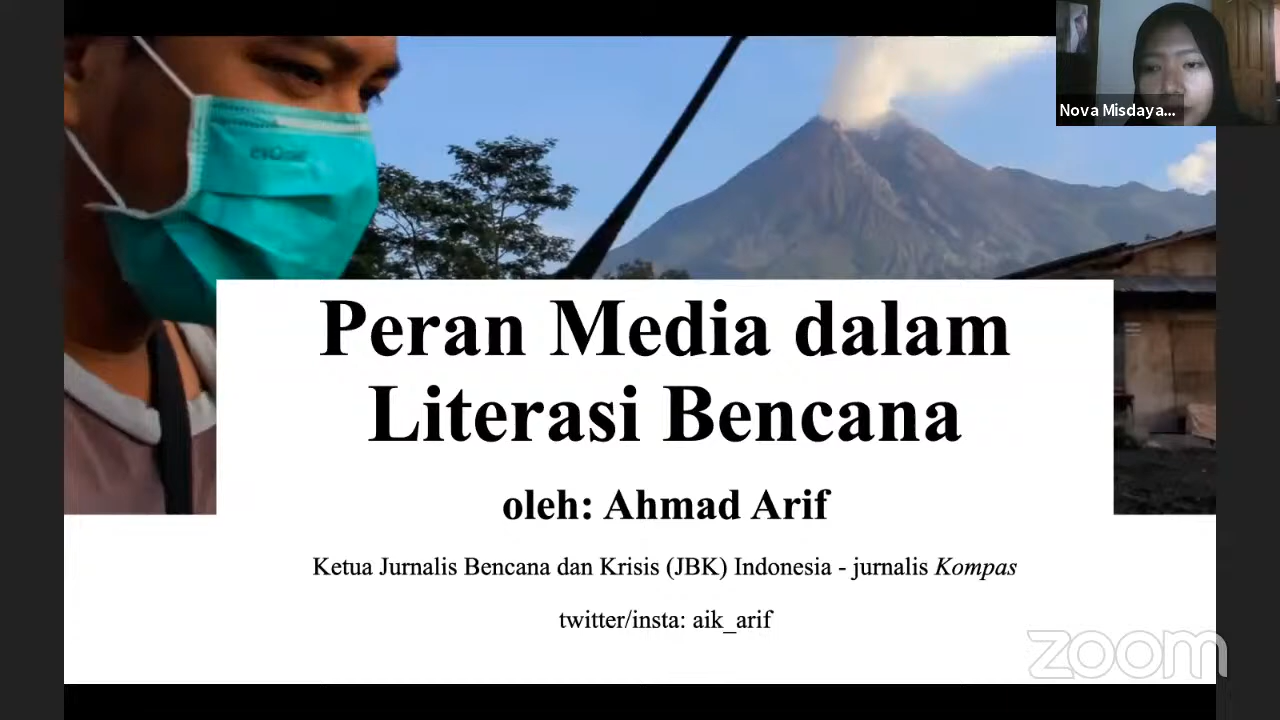 Nova Misdaya...
Peran Media dalam
Literasi Bencana
oleh: Ahmad Arif
Ketua Jurnalis Bencana dan Krisis (JBK) Indonesia - jurnalis Kompas
twitter/insta: aik_arif
zoom